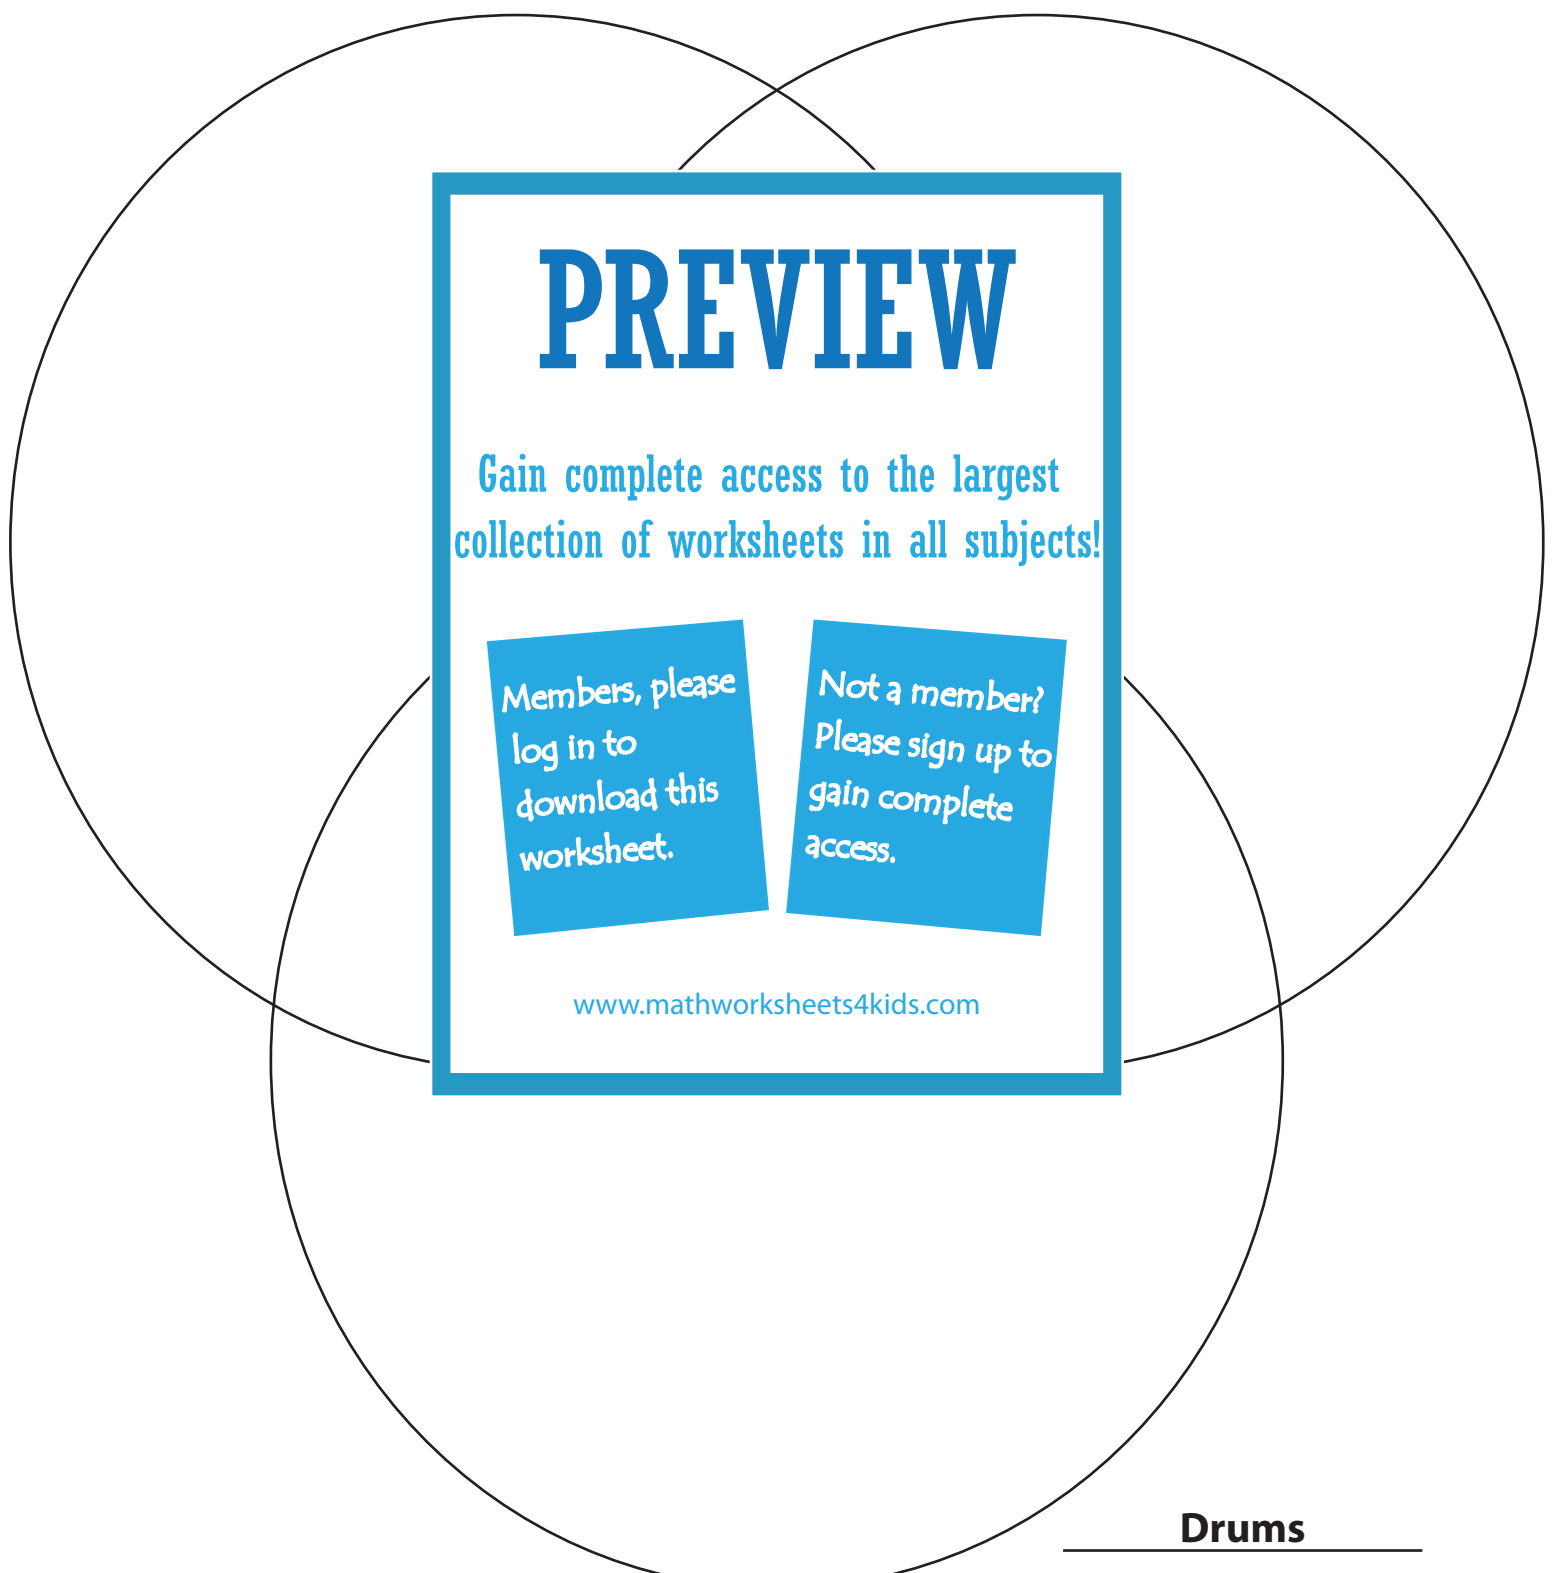 PREVIEW
Gain complete access to the largest
collection of worksheets in all subjects!
Members, please
log in to
download this
worksheet.
Not a member?
Please sign up to
gain complete
access.
www.mathworksheets4kids.com
Drums